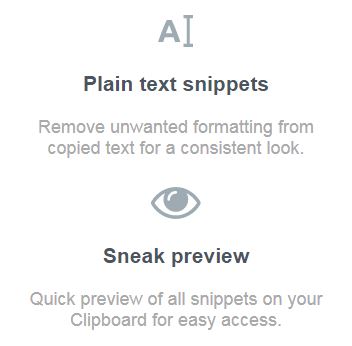 A
Plain text snippets
Remove unwanted formatting from
copied text for a consistent look.
Sneak preview
Quick preview of all snippets on your
Clipboard for easy access.